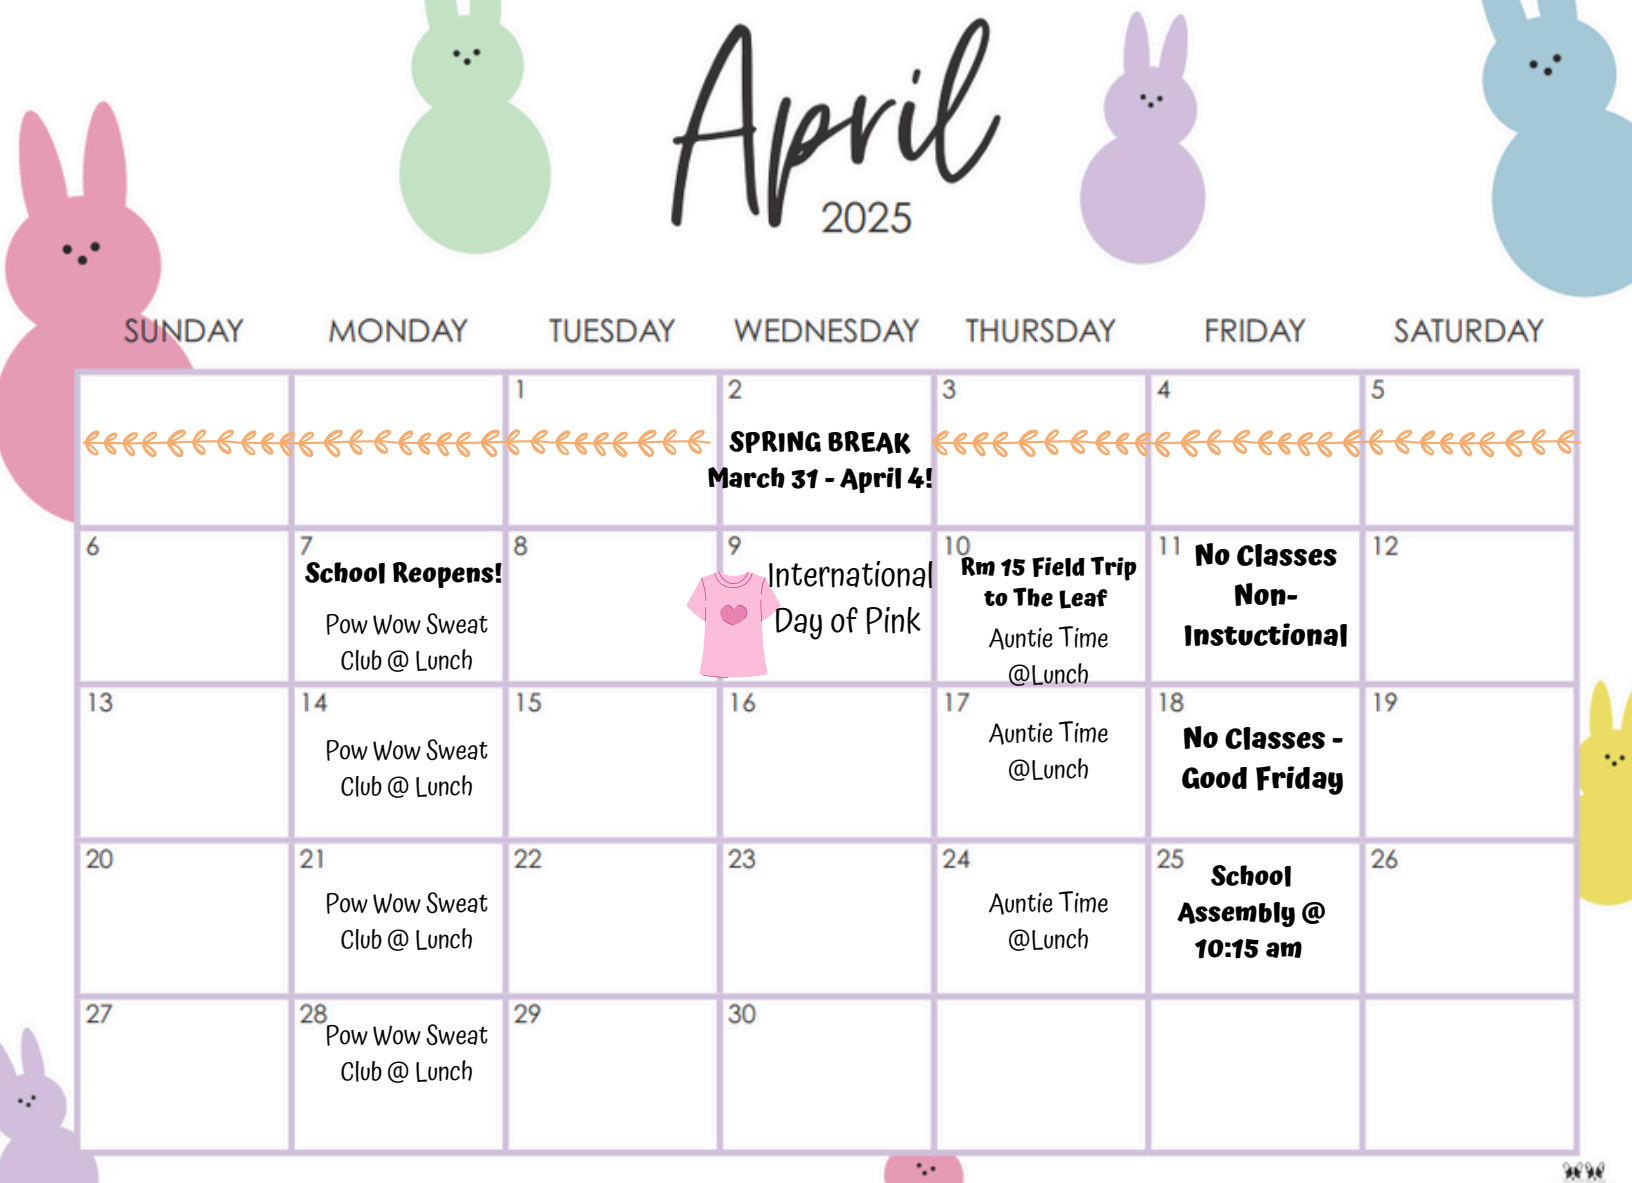 April
2025
SUNDAY MONDAY TUESDAY WEDNESDAY THURSDAY FRIDAY SATURDAY
1 2 3 4 5
SPRING BREAK
March 31 - April 4!
6 7 8 9 10 11 12
School Reopens!
Pow Wow Sweat
Club @ Lunch
International
Day of Pink
Rm 15 Field Trip
to The Leaf
Auntie Time
@Lunch
No Classes
Non-
Instuctional
13 14 15 16 17 18 19
Pow Wow Sweat
Club @ Lunch
Auntie Time
@Lunch
No Classes -
Good Friday
20 21 22 23 24 25 26
Pow Wow Sweat
Club @ Lunch
Auntie Time
@Lunch
School
Assembly @
10:15 am
27 28 29 30
Pow Wow Sweat
Club @ Lunch